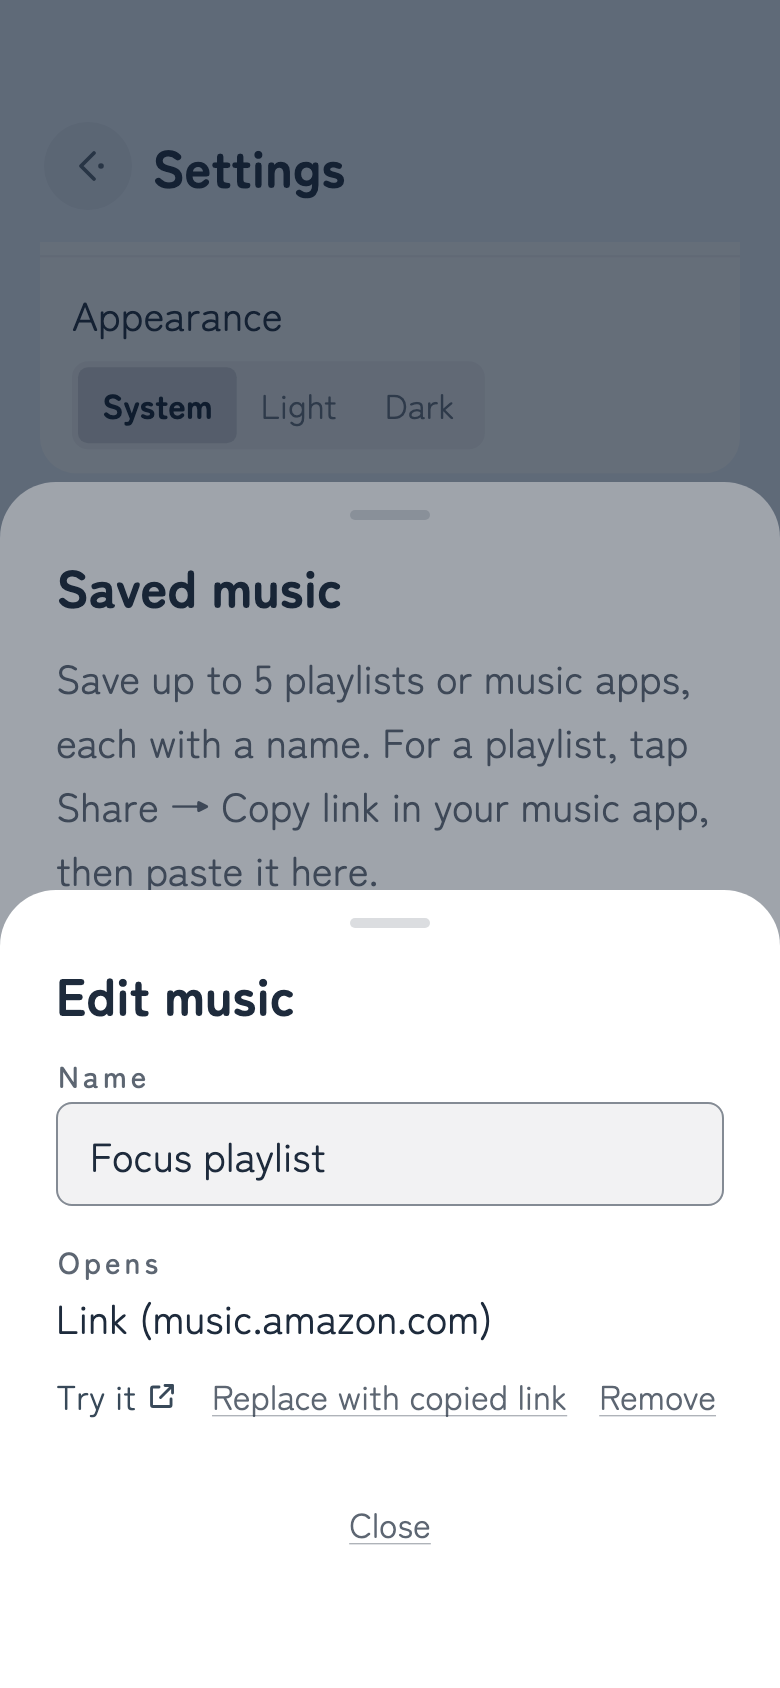 Settings
Appearance
System Light Dark
Saved music
Save up to 5 playlists or music apps,
each with a name. For a playlist, tap
Share → Copy link in your music app,
then paste it here.
Edit music
Name
Focus playlist
Opens
Link (music.amazon.com)
Try it Replace with copied link Remove
Close